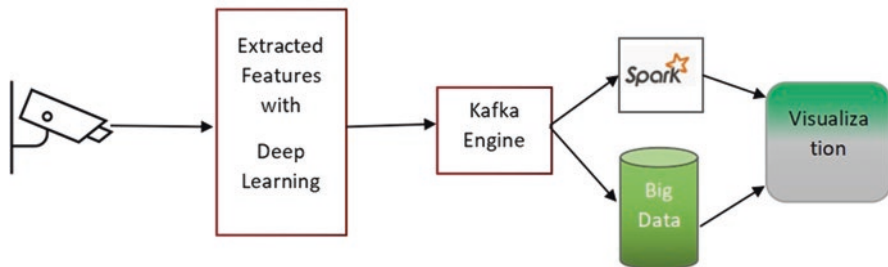 Extracted
Features
with
Deep
Learning
Kafka
Engine
Spark
Big
Data
Visualiza
tion